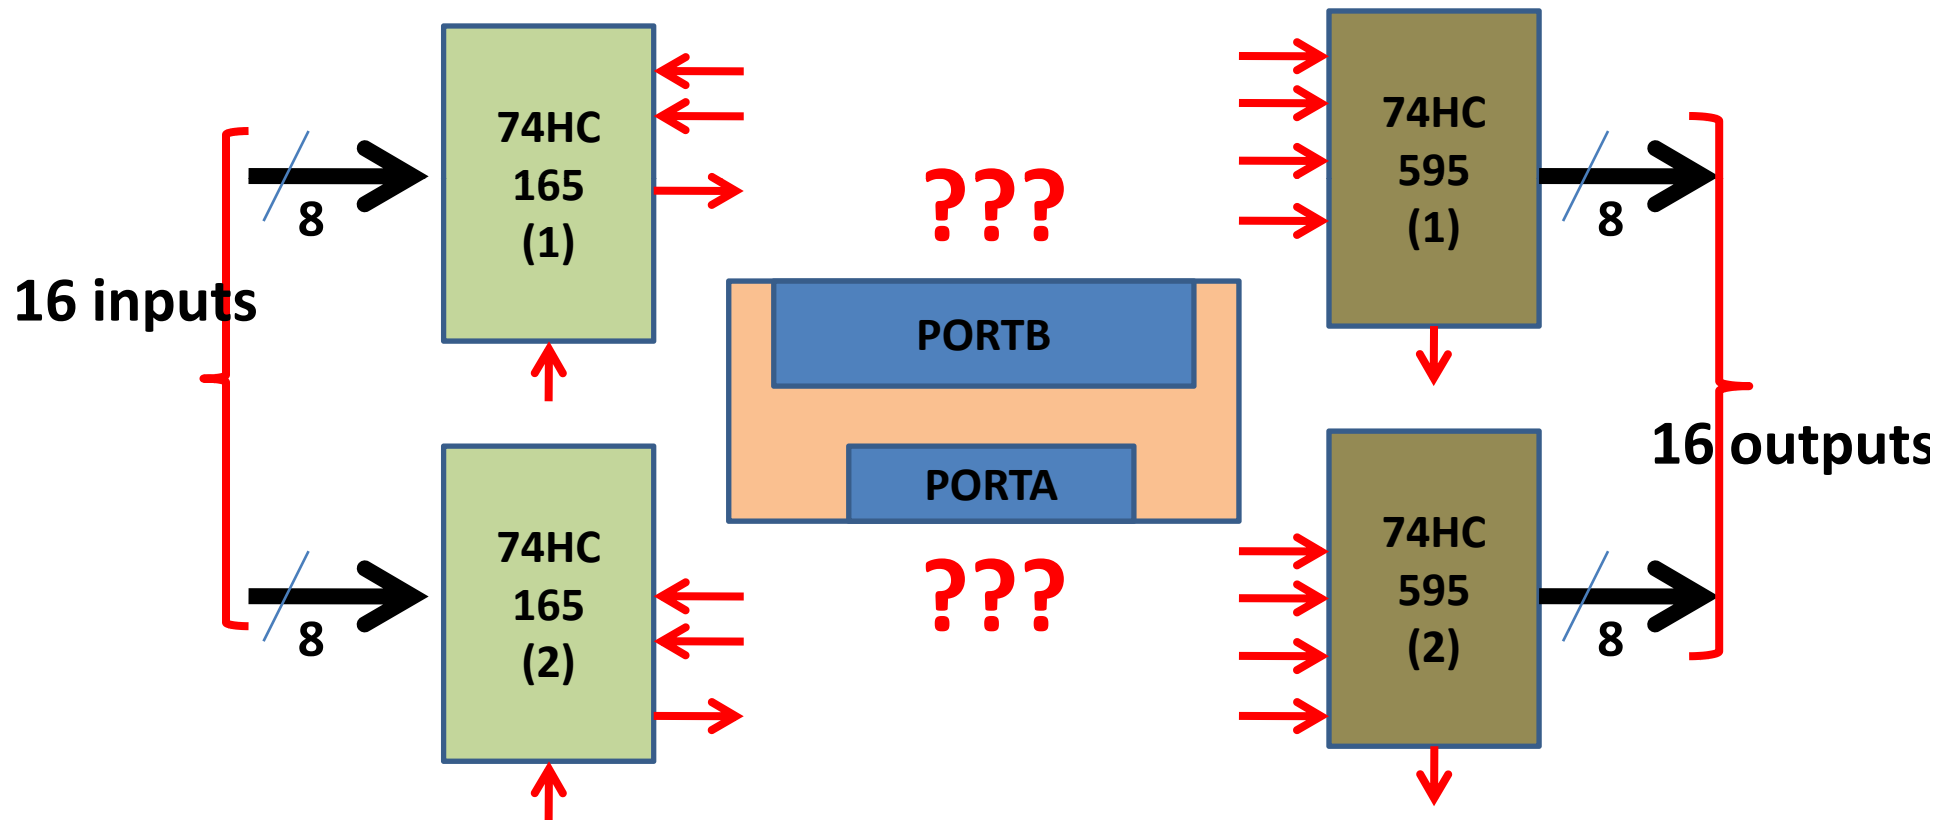 74HC
165
(1)
8
16 inputs
74HC
165
(2)
8
???
PORTB
PORTA
???
74HC
595
(1)
8
16 outputs
74HC
595
(2)
8